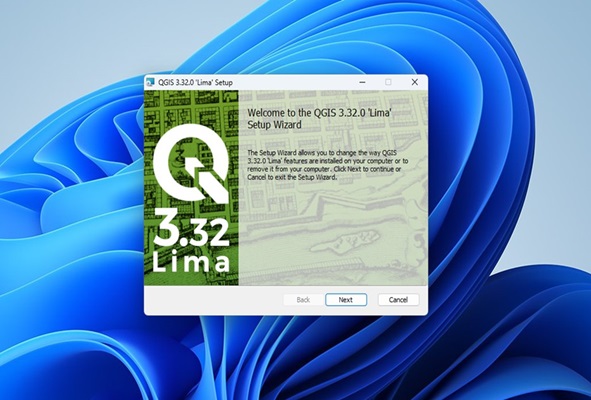 QGIS 3.32.0 'Lima' Setup
Welcome to the QGIS 3.32.0 'Lima'
Setup Wizard
The Setup Wizard allows you to change the way QGIS
3.32.0 'Lima' features are installed on your computer or to
remove it from your computer. Click Next to continue or
Cancel to exit the Setup Wizard.
3.32
Lima
Back
Next
Cancel